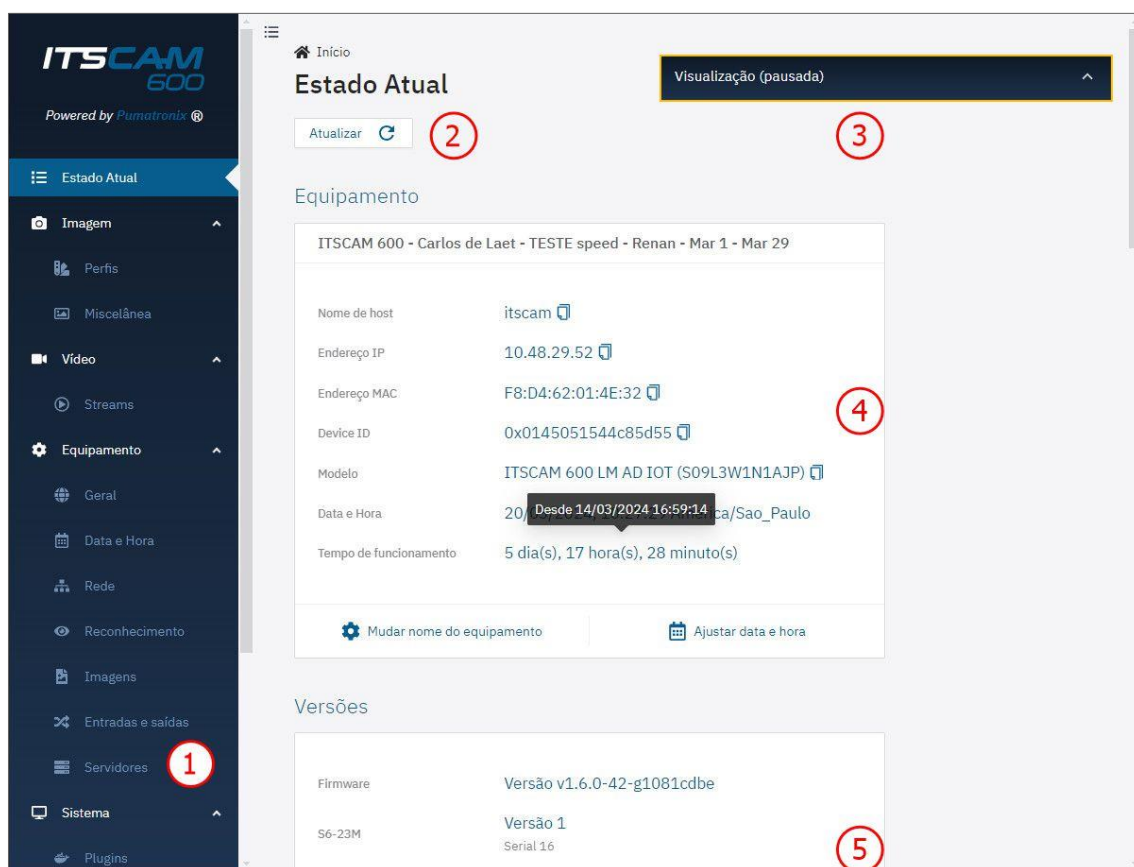 ITSCAM
600
Powered by Pumatronix ®
Estado Atual
Imagem
Perfis
Miscelânea
Vídeo
Streams
Equipamento
Geral
Data e Hora
Rede
Reconhecimento
Imagens
Entradas e saídas
Servidores
1
Sistema
Plugins
Início
Estado Atual
Atualizar
2
Visualização (pausada)
3
Equipamento
ITSCAM 600 - Carlos de Laet - TESTE speed - Renan - Mar 1 - Mar 29
Nome de host itscam
Endereço IP 10.48.29.52
Endereço MAC F8:D4:62:01:4E:32
4
Device ID 0x0145051544c85d55
Modelo ITSCAM 600 LM AD IOT (S09L3W1N1AJP)
Desde 14/03/2024 16:59:14
Data e Hora 20/ ca/Sao_Paulo
Tempo de funcionamento 5 dia(s), 17 hora(s), 28 minuto(s)
Mudar nome do equipamento Ajustar data e hora
Versões
Firmware Versão v1.6.0-42-g1081cdbe
S6-23M Versão 1
Serial 16
5